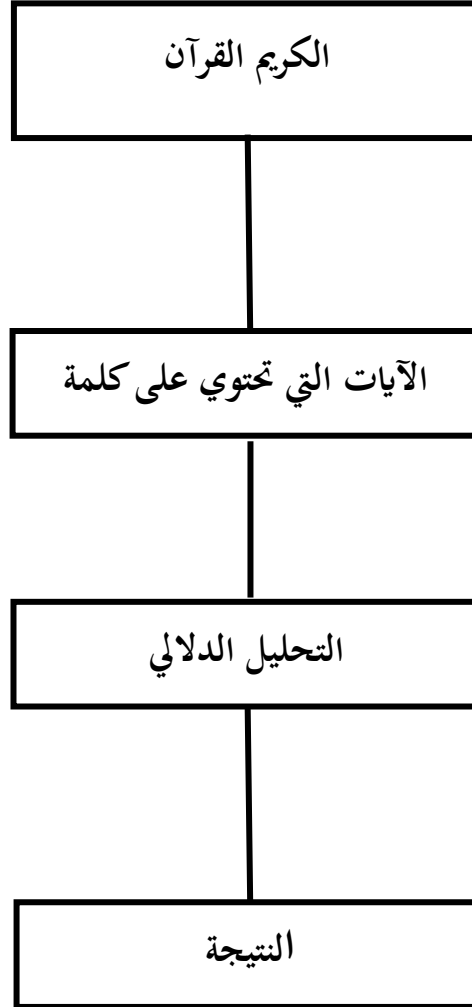 الكريم القرآن
الآيات التي تحتوي على كلمة
التحليل الدلالي
النتيجة